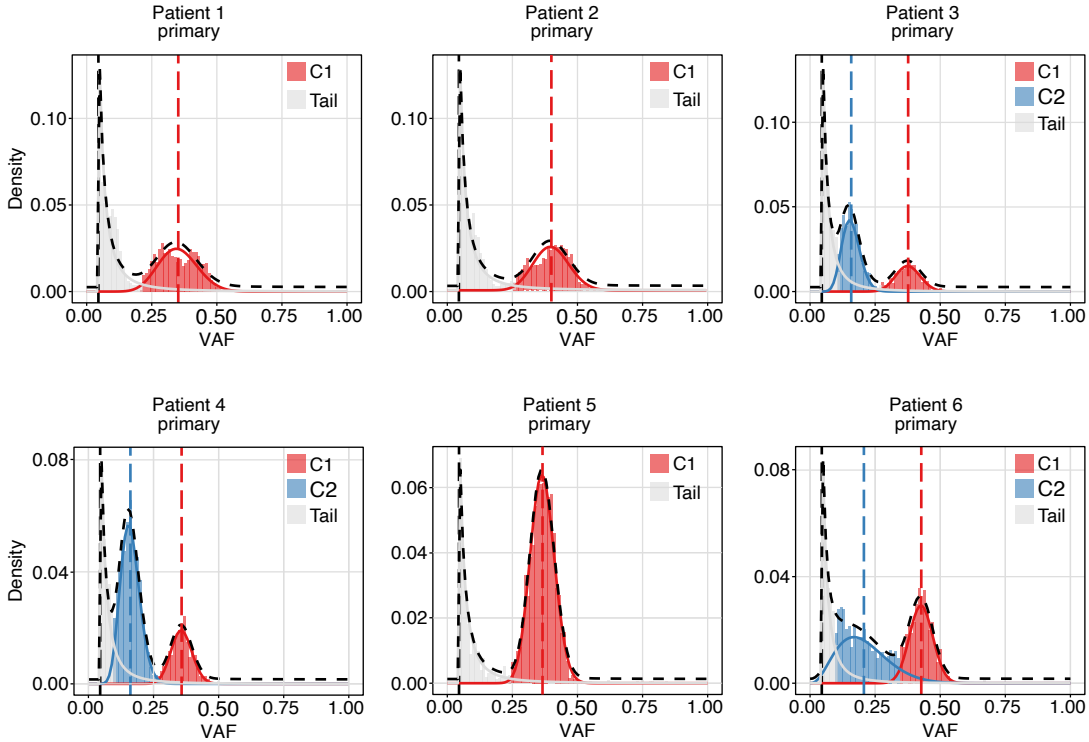 Patient 1
primary
C1
Tail
0.10
0.05
0.00
Density
0.00 0.25 0.50 0.75 1.00
VAF
Patient 2
primary
C1
Tail
0.10
0.05
0.00
0.00 0.25 0.50 0.75 1.00
VAF
Patient 3
primary
C1
C2
Tail
0.10
0.05
0.00
0.00 0.25 0.50 0.75 1.00
VAF
Patient 4
primary
C1
C2
Tail
0.08
0.04
0.00
Density
0.00 0.25 0.50 0.75 1.00
VAF
Patient 5
primary
C1
Tail
0.06
0.04
0.02
0.00
0.00 0.25 0.50 0.75 1.00
VAF
Patient 6
primary
C1
C2
Tail
0.08
0.04
0.00
0.00 0.25 0.50 0.75 1.00
VAF